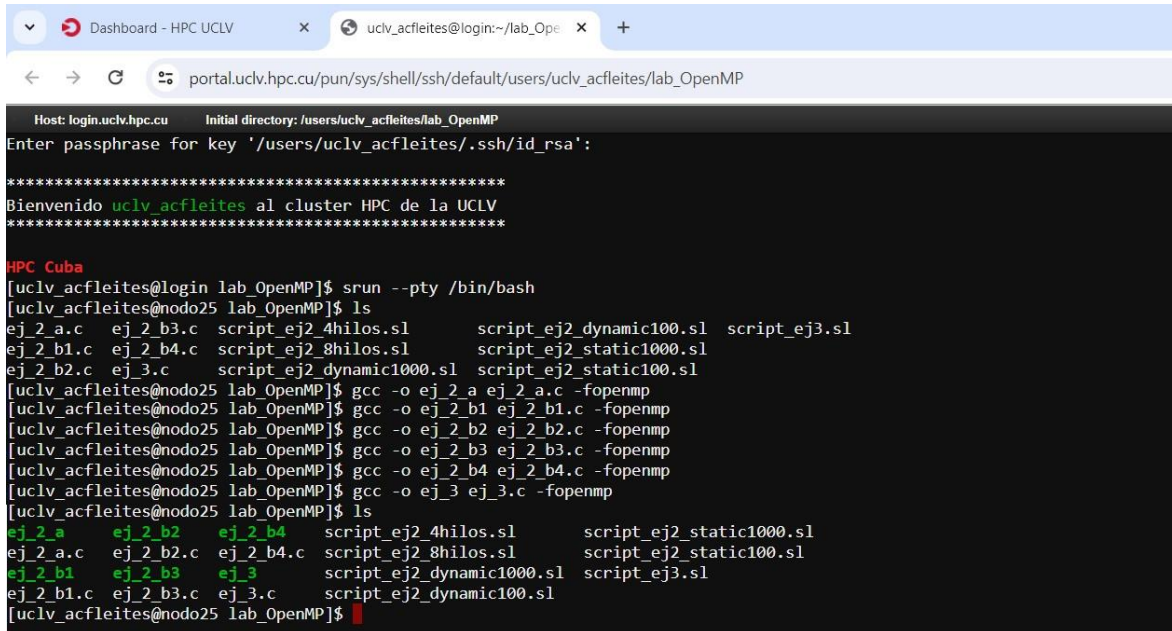 Dashboard - HPC UCLV
uclv_acfleites@login:~/lab_Ope
portal.uclv.hpc.cu/pun/sys/shell/ssh/default/users/uclv_acfleites/lab_OpenMP
Host: login.uclv.hpc.cu Initial directory: /users/uclv_acfleites/lab_OpenMP
Enter passphrase for key '/users/uclv_acfleites/.ssh/id_rsa':
****************************************************
Bienvenido uclv_acfleites al cluster HPC de la UCLV
****************************************************
HPC Cuba
[uclv_acfleites@login lab_OpenMP]$ srun --pty /bin/bash
[uclv_acfleites@nodo25 lab_OpenMP]$ ls
ej_2_a.c ej_2_b3.c script_ej2_4hilos.sl script_ej2_dynamic100.sl script_ej3.sl
ej_2_b1.c ej_2_b4.c script_ej2_8hilos.sl script_ej2_static1000.sl
ej_2_b2.c ej_3.c script_ej2_dynamic1000.sl script_ej2_static100.sl
[uclv_acfleites@nodo25 lab_OpenMP]$ gcc -o ej_2_a ej_2_a.c -fopenmp
[uclv_acfleites@nodo25 lab_OpenMP]$ gcc -o ej_2_b1 ej_2_b1.c -fopenmp
[uclv_acfleites@nodo25 lab_OpenMP]$ gcc -o ej_2_b2 ej_2_b2.c -fopenmp
[uclv_acfleites@nodo25 lab_OpenMP]$ gcc -o ej_2_b3 ej_2_b3.c -fopenmp
[uclv_acfleites@nodo25 lab_OpenMP]$ gcc -o ej_2_b4 ej_2_b4.c -fopenmp
[uclv_acfleites@nodo25 lab_OpenMP]$ gcc -o ej_3 ej_3.c -fopenmp
[uclv_acfleites@nodo25 lab_OpenMP]$ ls
ej_2_a ej_2_b2 ej_2_b4 script_ej2_4hilos.sl script_ej2_static1000.sl
ej_2_a.c ej_2_b2.c ej_2_b4.c script_ej2_8hilos.sl script_ej2_static100.sl
ej_2_b1 ej_2_b3 ej_3 script_ej2_dynamic1000.sl script_ej3.sl
ej_2_b1.c ej_2_b3.c ej_3.c script_ej2_dynamic100.sl
[uclv_acfleites@nodo25 lab_OpenMP]$